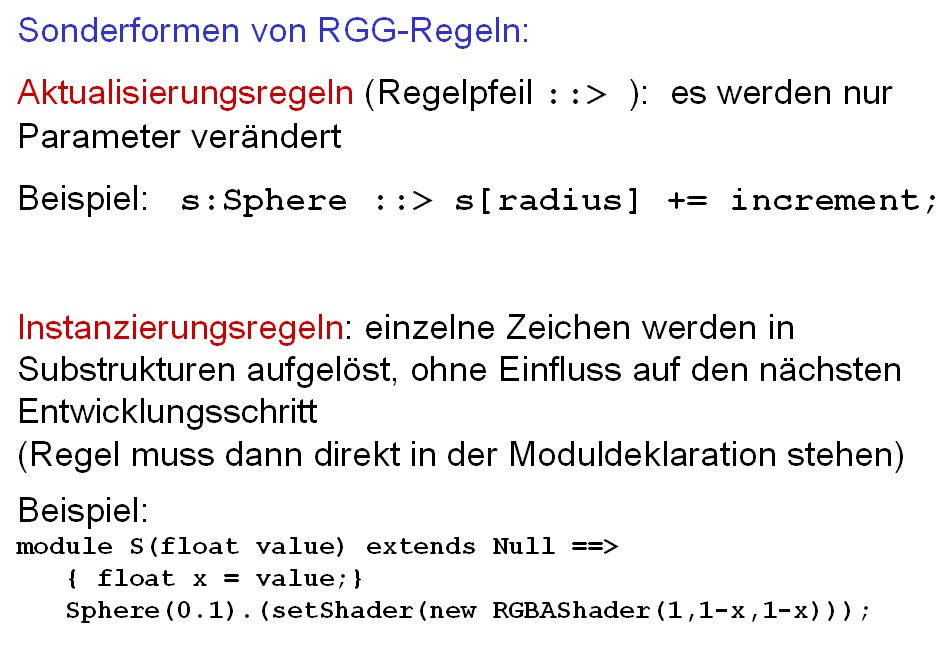 Sonderformen von RGG-Regeln:
Aktualisierungsregeln (Regelpfeil ::> ): es werden nur
Parameter verändert
Beispiel: s:Sphere ::> s[radius] += increment;
Instanzierungsregeln: einzelne Zeichen werden in
Substrukturen aufgelöst, ohne Einfluss auf den nächsten
Entwicklungsschritt
(Regel muss dann direkt in der Moduldeklaration stehen)
Beispiel:
module S(float value) extends Null ==>
{ float x = value;}
Sphere(0.1).(setShader(new RGBAShader(1,1-x,1-x)));